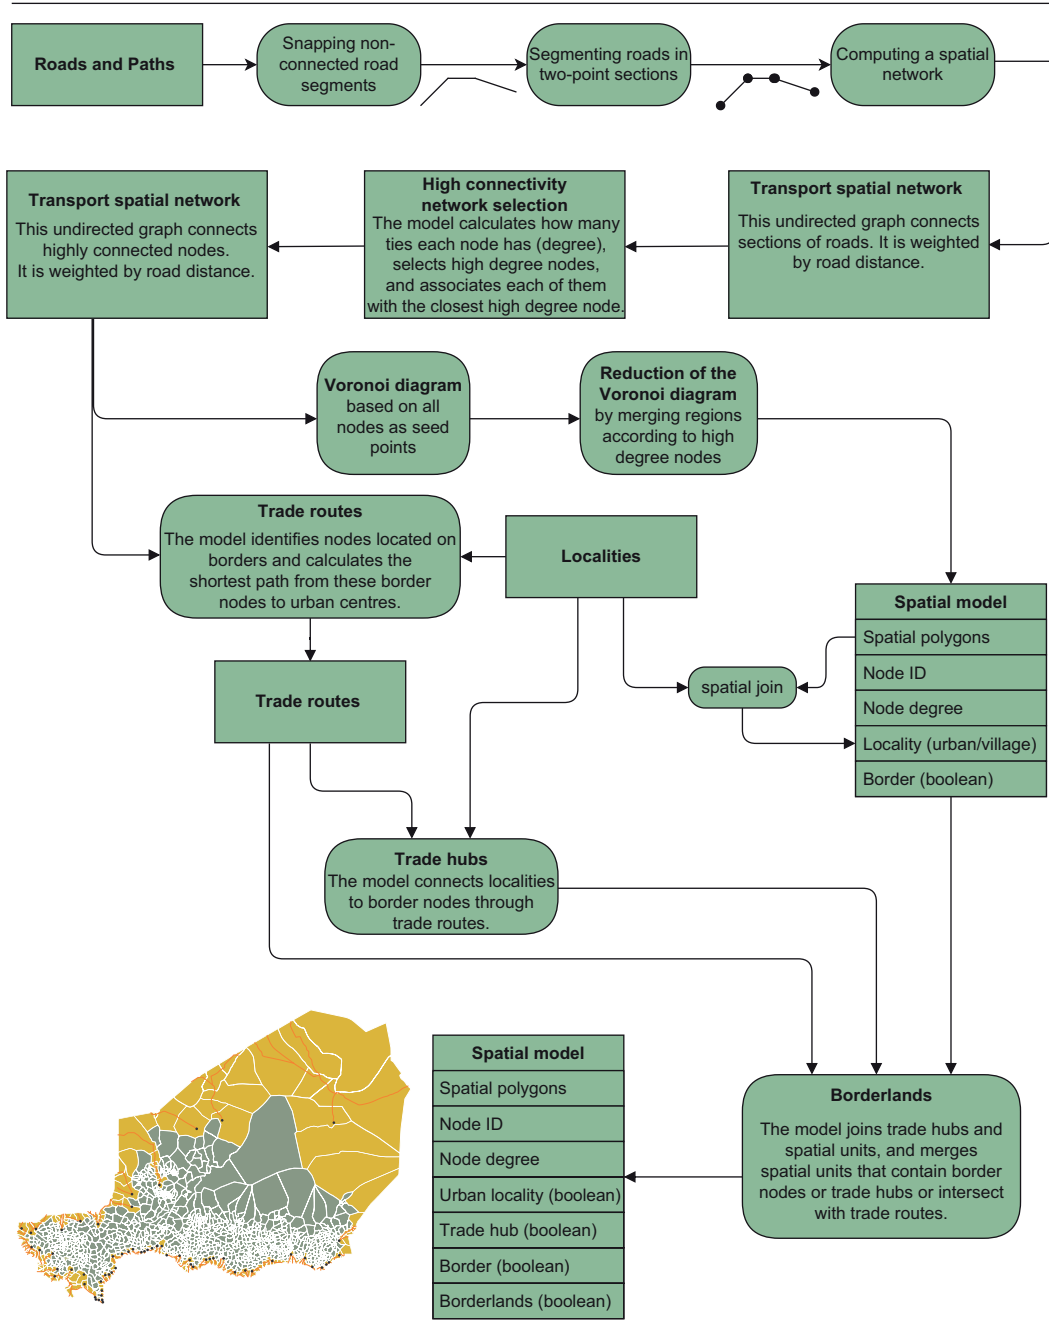 Roads and Paths
Snapping non-
connected road
segments
Segmenting roads in
two-point sections
Computing a spatial
network
Transport spatial network
This undirected graph connects
highly connected nodes.
It is weighted by road distance.
High connectivity
network selection
The model calculates how many
ties each node has (degree),
selects high degree nodes,
and associates each of them
with the closest high degree node.
Transport spatial network
This undirected graph connects
sections of roads. It is weighted
by road distance.
Voronoi diagram
based on all
nodes as seed
points
Reduction of the
Voronoi diagram
by merging regions
according to high
degree nodes
Trade routes
The model identifies nodes located on
borders and calculates the
shortest path from these border
nodes to urban centres.
Localities
Spatial model
Spatial polygons
Node ID
Node degree
Locality (urban/village)
Border (boolean)
spatial join
Trade routes
Trade hubs
The model connects localities
to border nodes through
trade routes.
Spatial model
Spatial polygons
Node ID
Node degree
Urban locality (boolean)
Trade hub (boolean)
Border (boolean)
Borderlands (boolean)
Borderlands
The model joins trade hubs and
spatial units, and merges
spatial units that contain border
nodes or trade hubs or intersect
with trade routes.